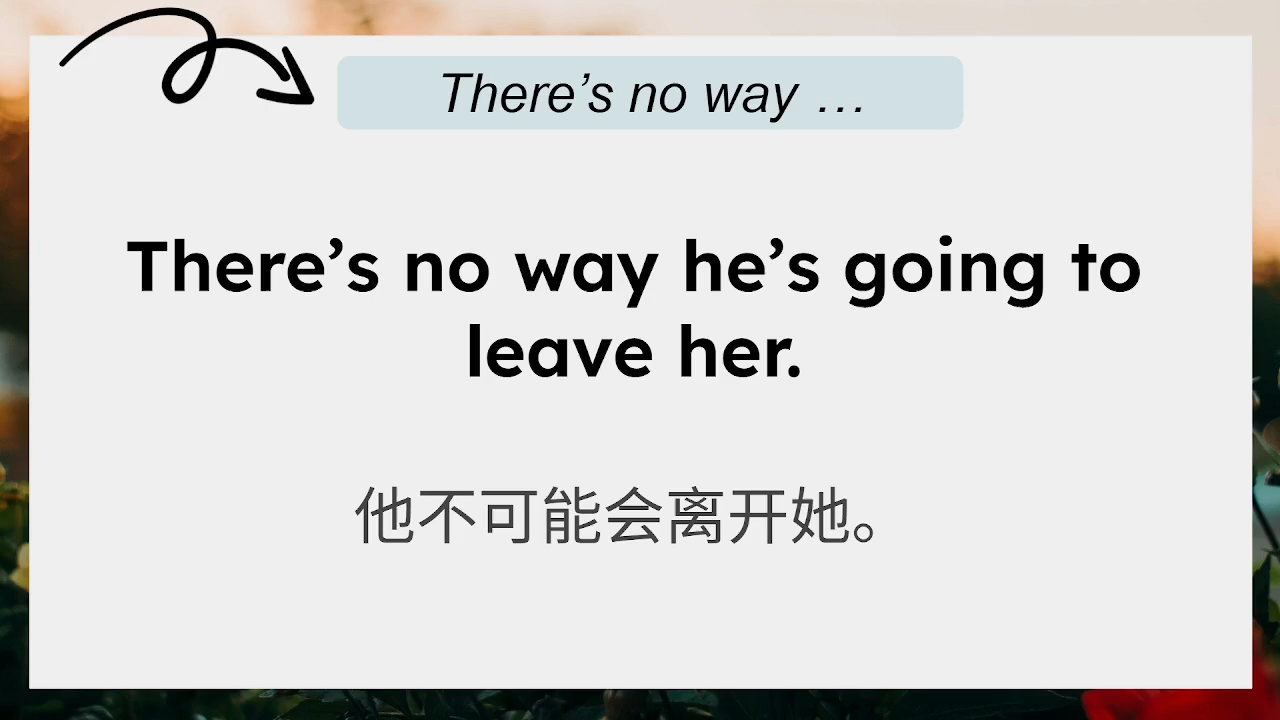 There’s no way …
There’s no way he’s going to
leave her.
他不可能会离开她。